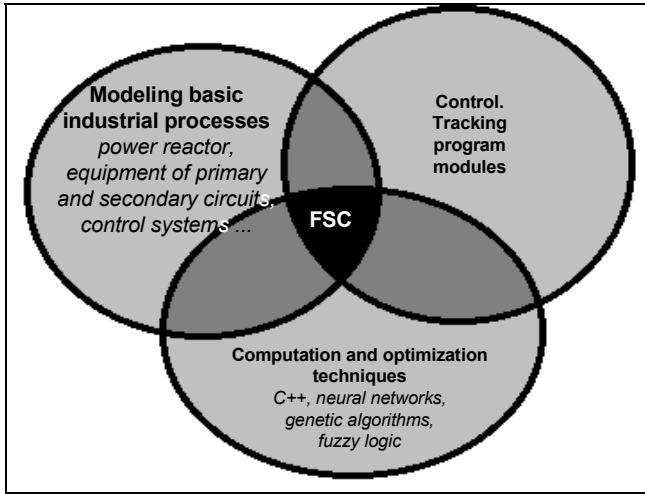 Modeling basic
industrial processes
power reactor,
equipment of primary
and secondary circuits,
control systems ...
Control.
Tracking
program
modules
FSC
Computation and optimization
techniques
C++, neural networks,
genetic algorithms,
fuzzy logic